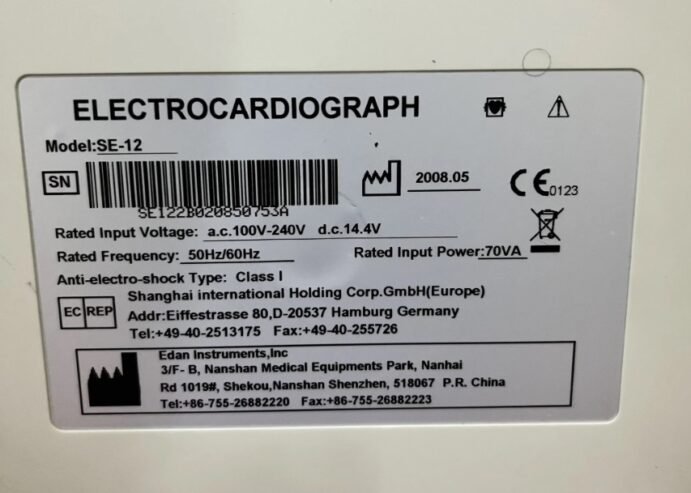 ELECTROCARDIOGRAPH
Model:SE-12
SN
2008.05
CE0123
SE122B020850753A
Rated Input Voltage: a.c.100V-240V d.c.14.4V
Rated Frequency: 50Hz/60Hz Rated Input Power:70VA
Anti-electro-shock Type: Class I
EC REP
Shanghai international Holding Corp.GmbH(Europe)
Addr:Eiffestrasse 80,D-20537 Hamburg Germany
Tel:+49-40-2513175 Fax:+49-40-255726
Edan Instruments,Inc
3/F- B, Nanshan Medical Equipments Park, Nanhai
Rd 1019#, Shekou,Nanshan Shenzhen, 518067 P.R. China
Tel:+86-755-26882220 Fax:+86-755-26882223